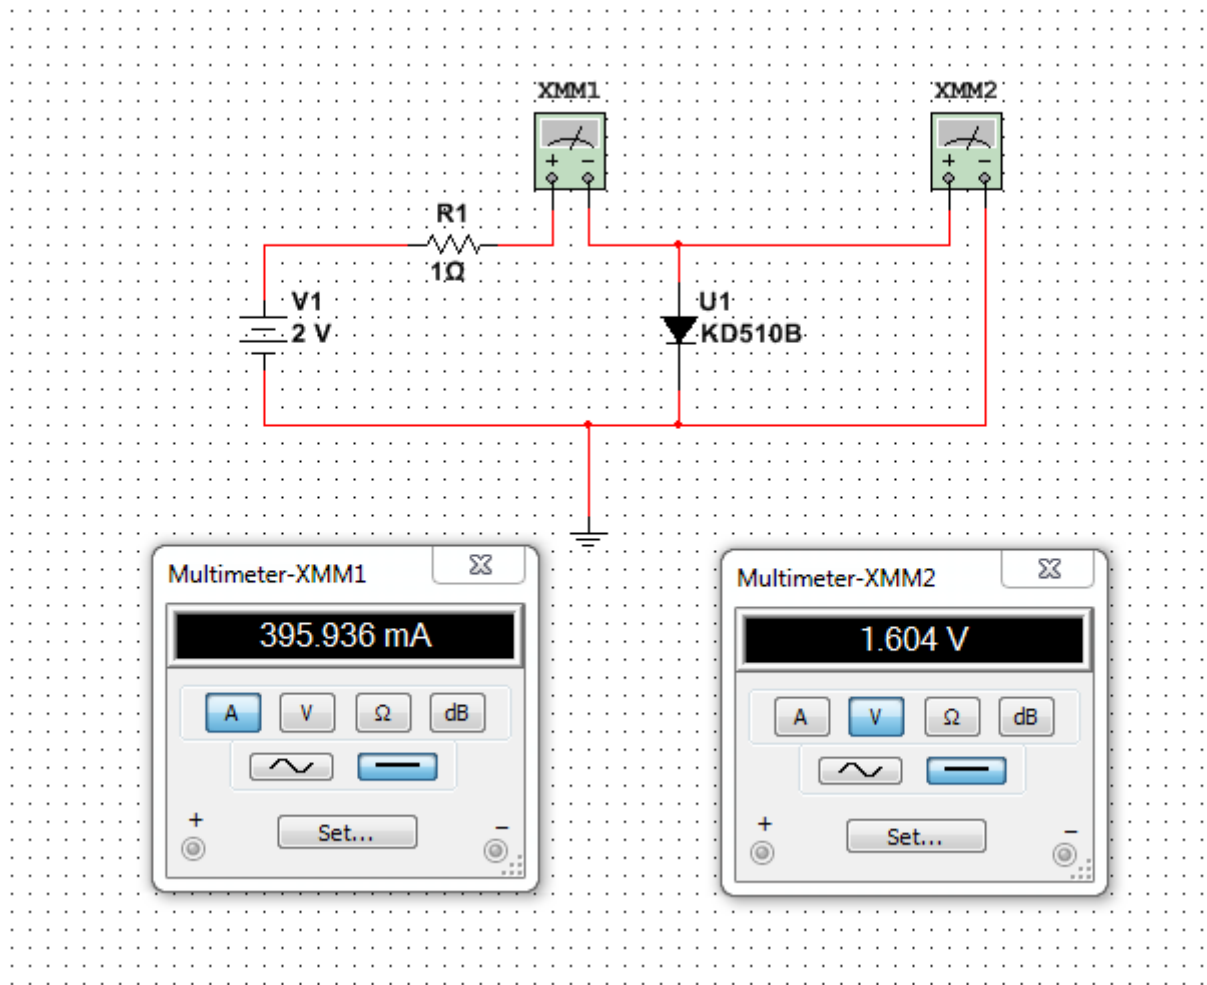 XMM1
XMM2
+ −
+ −
R1
1Ω
V1
2 V
U1
KD510B
Multimeter-XMM1
395.936 mA
A V Ω dB
+ −
Set...
Multimeter-XMM2
1.604 V
A V Ω dB
+ −
Set...